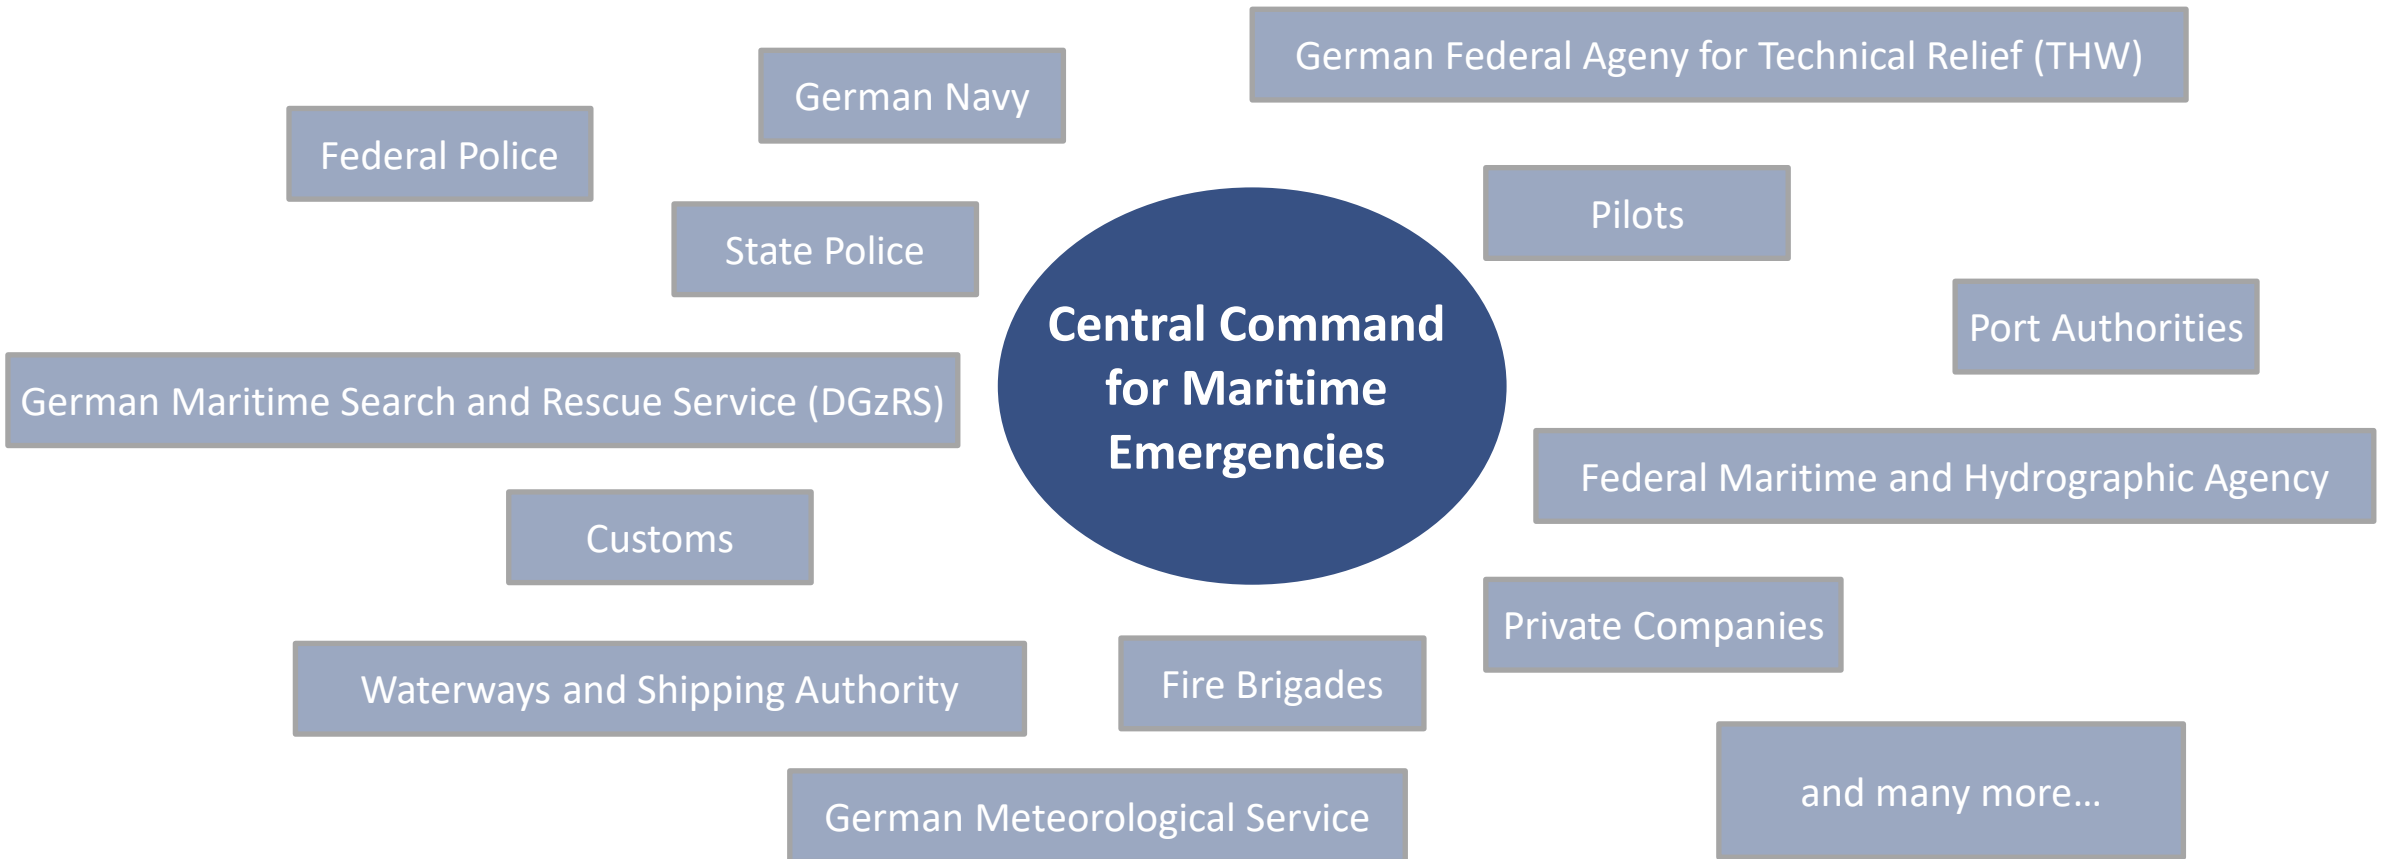 German Federal Ageny for Technical Relief (THW)
German Navy
Federal Police
Pilots
State Police
Central Command
for Maritime
Emergencies
Port Authorities
German Maritime Search and Rescue Service (DGzRS)
Federal Maritime and Hydrographic Agency
Customs
Private Companies
Waterways and Shipping Authority
Fire Brigades
and many more...
German Meteorological Service